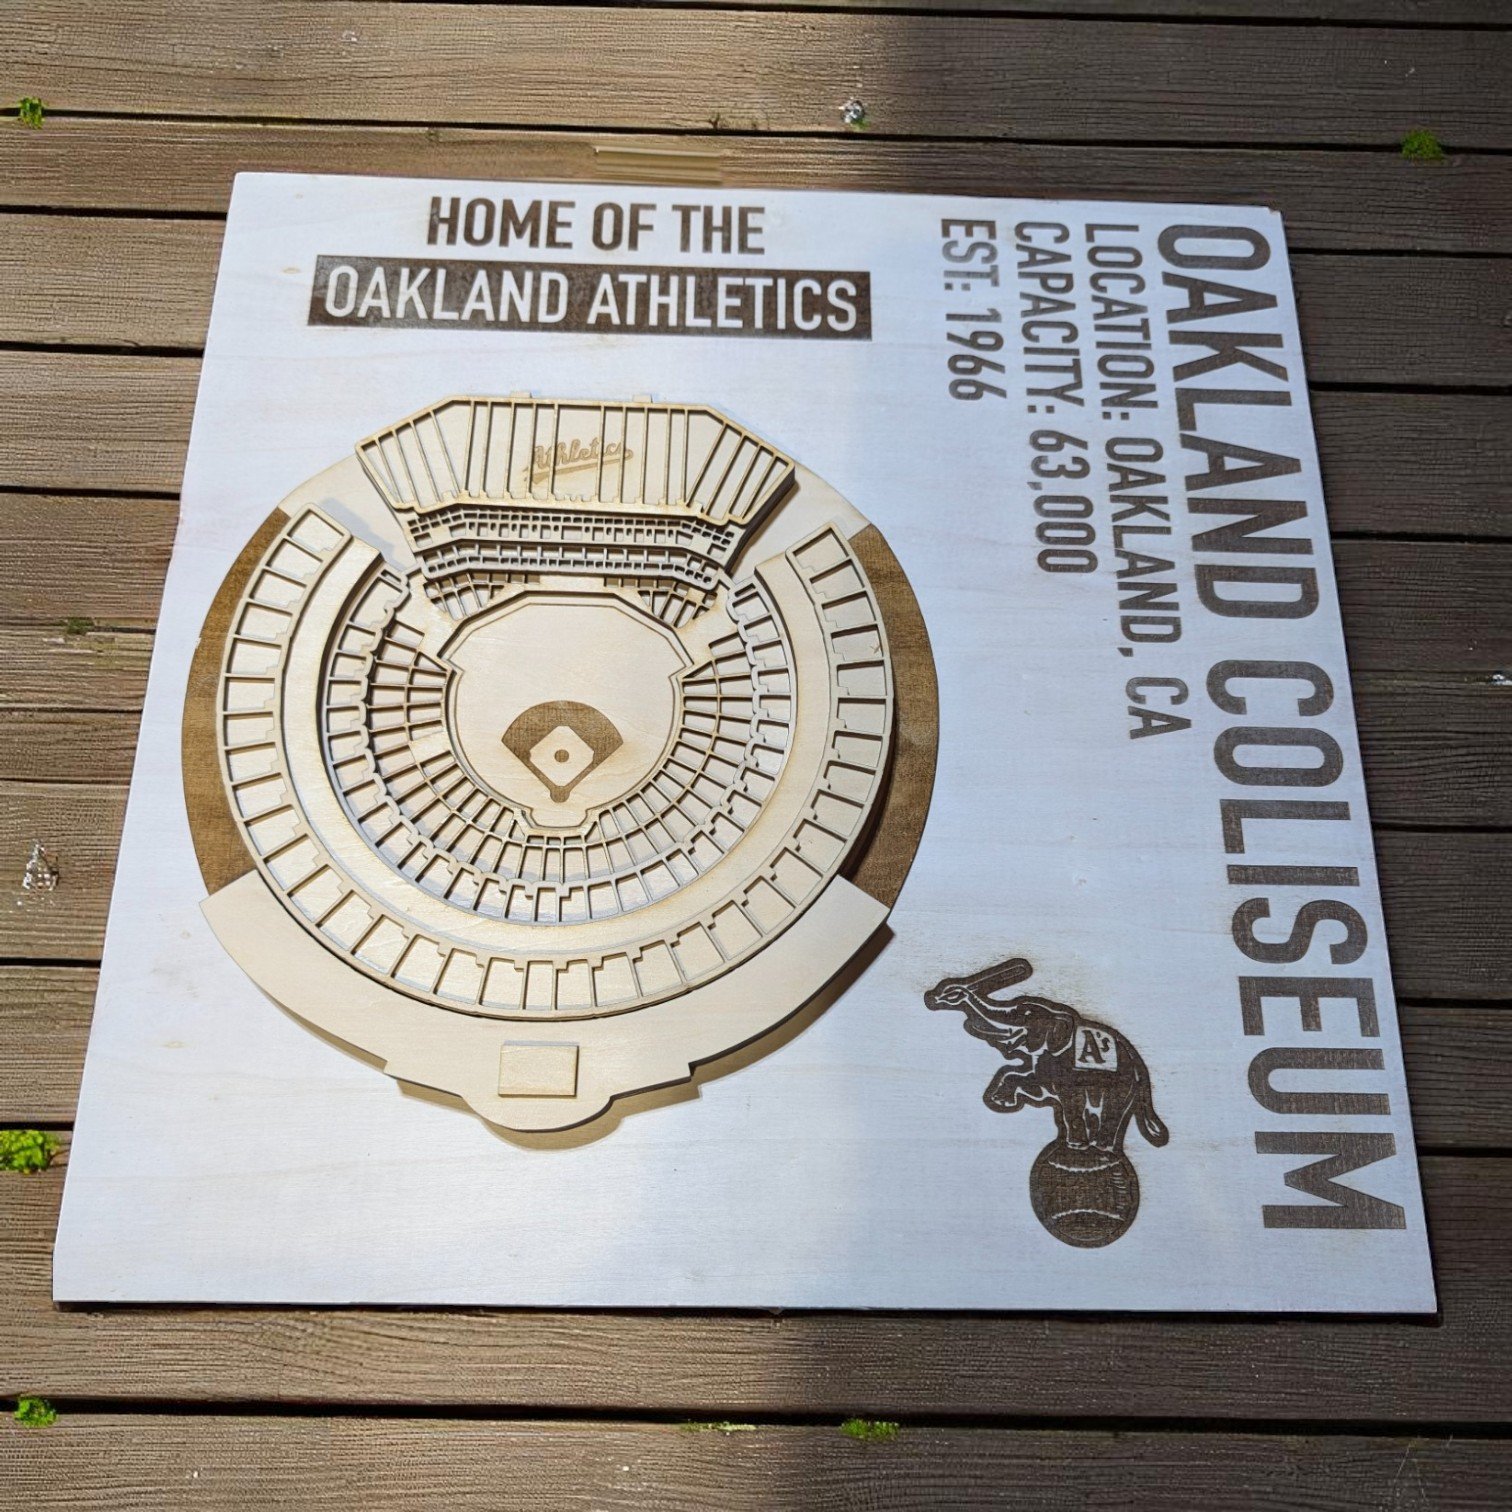 HOME OF THE
OAKLAND ATHLETICS
Athletics
OAKLAND COLISEUM
LOCATION: OAKLAND, CA
CAPACITY: 63,000
EST: 1966
A's